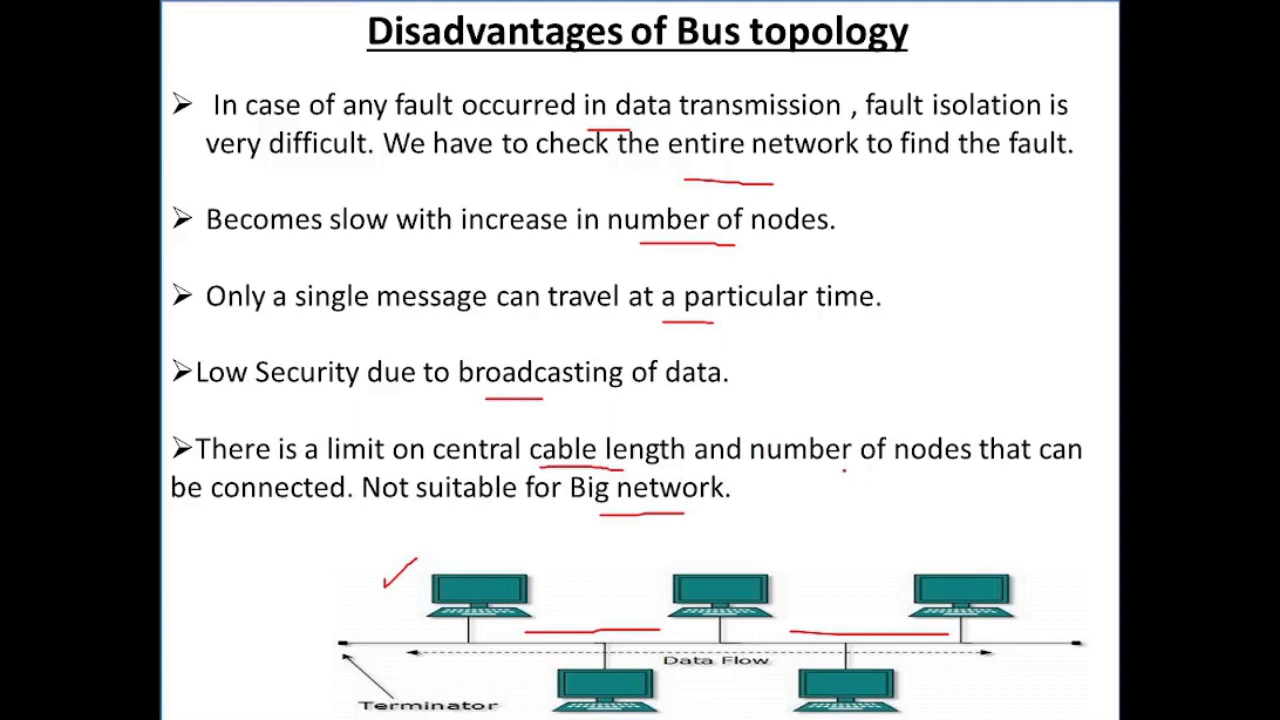 Disadvantages of Bus topology
➢ In case of any fault occurred in data transmission , fault isolation is
very difficult. We have to check the entire network to find the fault.
➢ Becomes slow with increase in number of nodes.
➢ Only a single message can travel at a particular time.
➢Low Security due to broadcasting of data.
➢There is a limit on central cable length and number of nodes that can
be connected. Not suitable for Big network.
Data Flow
Terminator